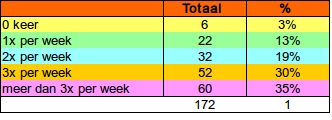 Totaal %
0 keer 6 3%
1x per week 22 13%
2x per week 32 19%
3x per week 52 30%
meer dan 3x per week 60 35%
172 1